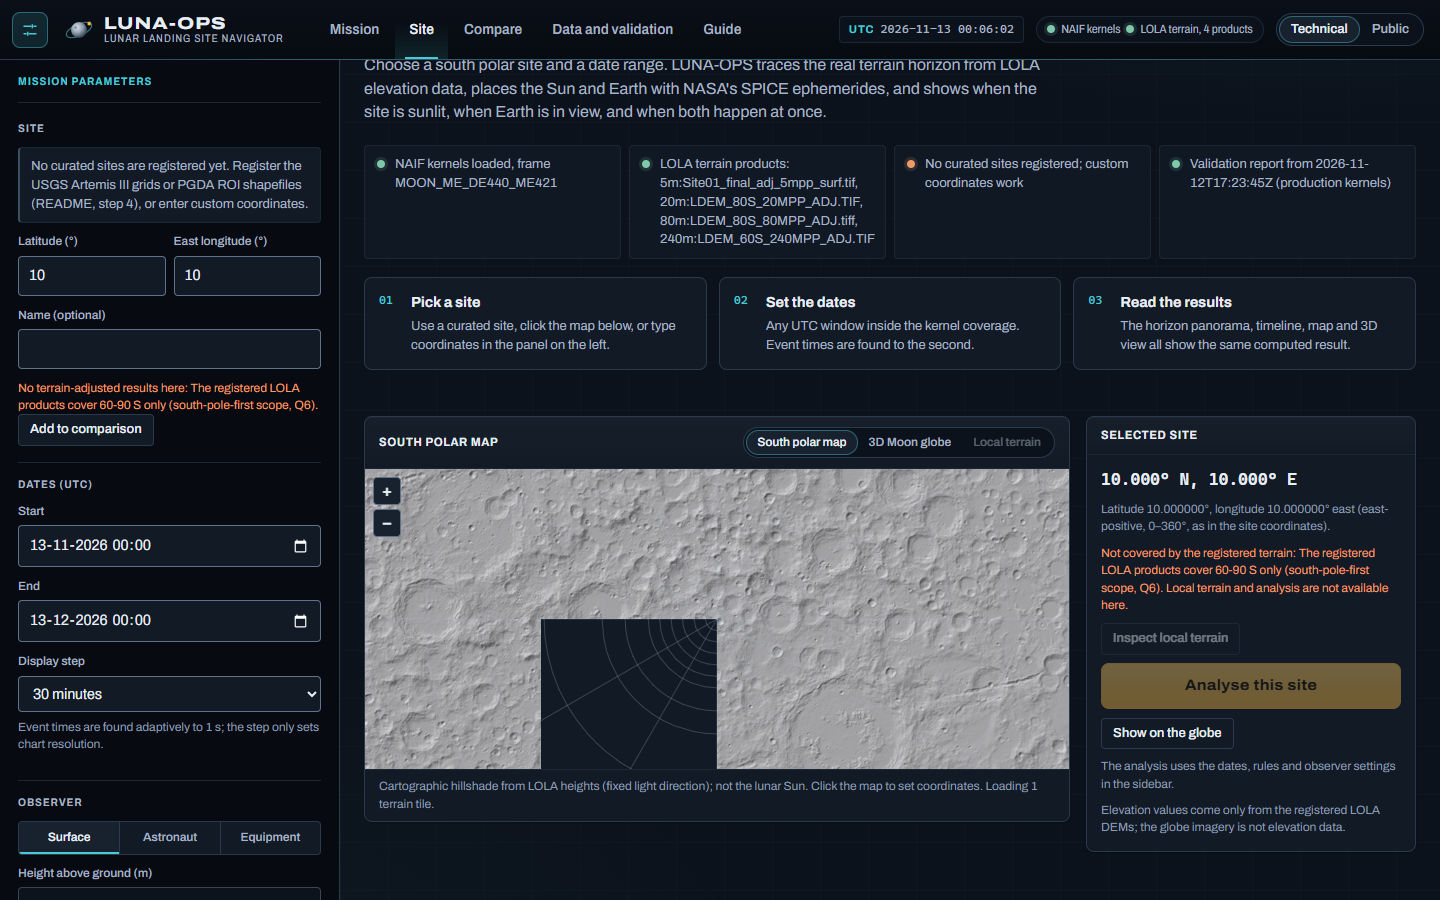 LUNA-OPS
LUNAR LANDING SITE NAVIGATOR
Mission
Site
Compare
Data and validation
Guide
UTC 2026-11-13 00:06:02
NAIF kernels
LOLA terrain, 4 products
Technical
Public
MISSION PARAMETERS
SITE
No curated sites are registered yet. Register the
USGS Artemis III grids or PGDA ROI shapefiles
(README, step 4), or enter custom coordinates.
Latitude (°)
East longitude (°)
10
10
Name (optional)
No terrain-adjusted results here: The registered LOLA
products cover 60-90 S only (south-pole-first scope, Q6).
Add to comparison
DATES (UTC)
Start
13-11-2026 00:00
End
13-12-2026 00:00
Display step
30 minutes
Event times are found adaptively to 1 s; the step only sets
chart resolution.
OBSERVER
Surface
Astronaut
Equipment
Height above ground (m)
Choose a south polar site and a date range. LUNA-OPS traces the real terrain horizon from LOLA
elevation data, places the Sun and Earth with NASA's SPICE ephemerides, and shows when the
site is sunlit, when Earth is in view, and when both happen at once.
NAIF kernels loaded, frame
MOON_ME_DE440_ME421
LOLA terrain products:
5m:Site01_final_adj_5mpp_surf.tif,
20m:LDEM_80S_20MPP_ADJ.TIF,
80m:LDEM_80S_80MPP_ADJ.tiff,
240m:LDEM_60S_240MPP_ADJ.TIF
No curated sites registered; custom
coordinates work
Validation report from 2026-11-
12T17:23:45Z (production kernels)
01
Pick a site
Use a curated site, click the map below, or type
coordinates in the panel on the left.
02
Set the dates
Any UTC window inside the kernel coverage.
Event times are found to the second.
03
Read the results
The horizon panorama, timeline, map and 3D
view all show the same computed result.
SOUTH POLAR MAP
South polar map
3D Moon globe
Local terrain
+
−
Cartographic hillshade from LOLA heights (fixed light direction); not the lunar Sun. Click the map to set coordinates. Loading 1
terrain tile.
SELECTED SITE
10.000° N, 10.000° E
Latitude 10.000000°, longitude 10.000000° east (east-
positive, 0–360°, as in the site coordinates).
Not covered by the registered terrain: The registered
LOLA products cover 60-90 S only (south-pole-first
scope, Q6). Local terrain and analysis are not available
here.
Inspect local terrain
Analyse this site
Show on the globe
The analysis uses the dates, rules and observer settings
in the sidebar.
Elevation values come only from the registered LOLA
DEMs; the globe imagery is not elevation data.